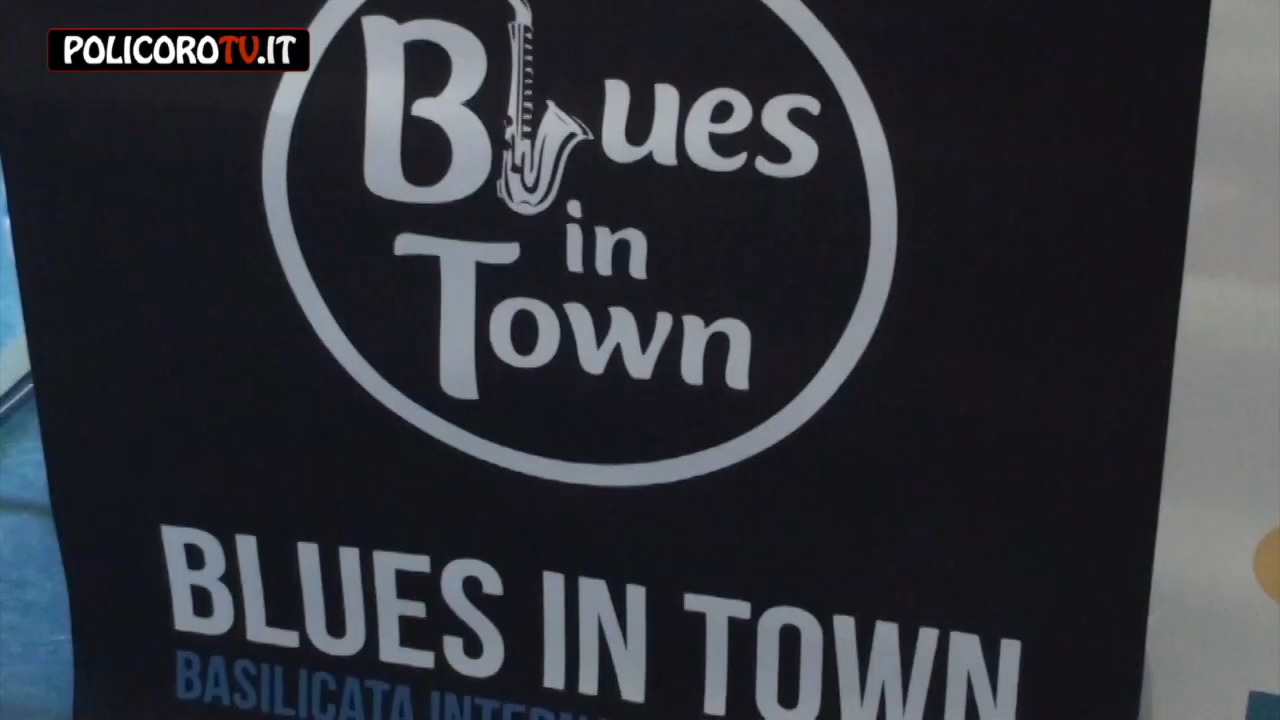 POLICOROTV.IT
Blues
in
Town
BLUES IN TOWN
BASILICATA